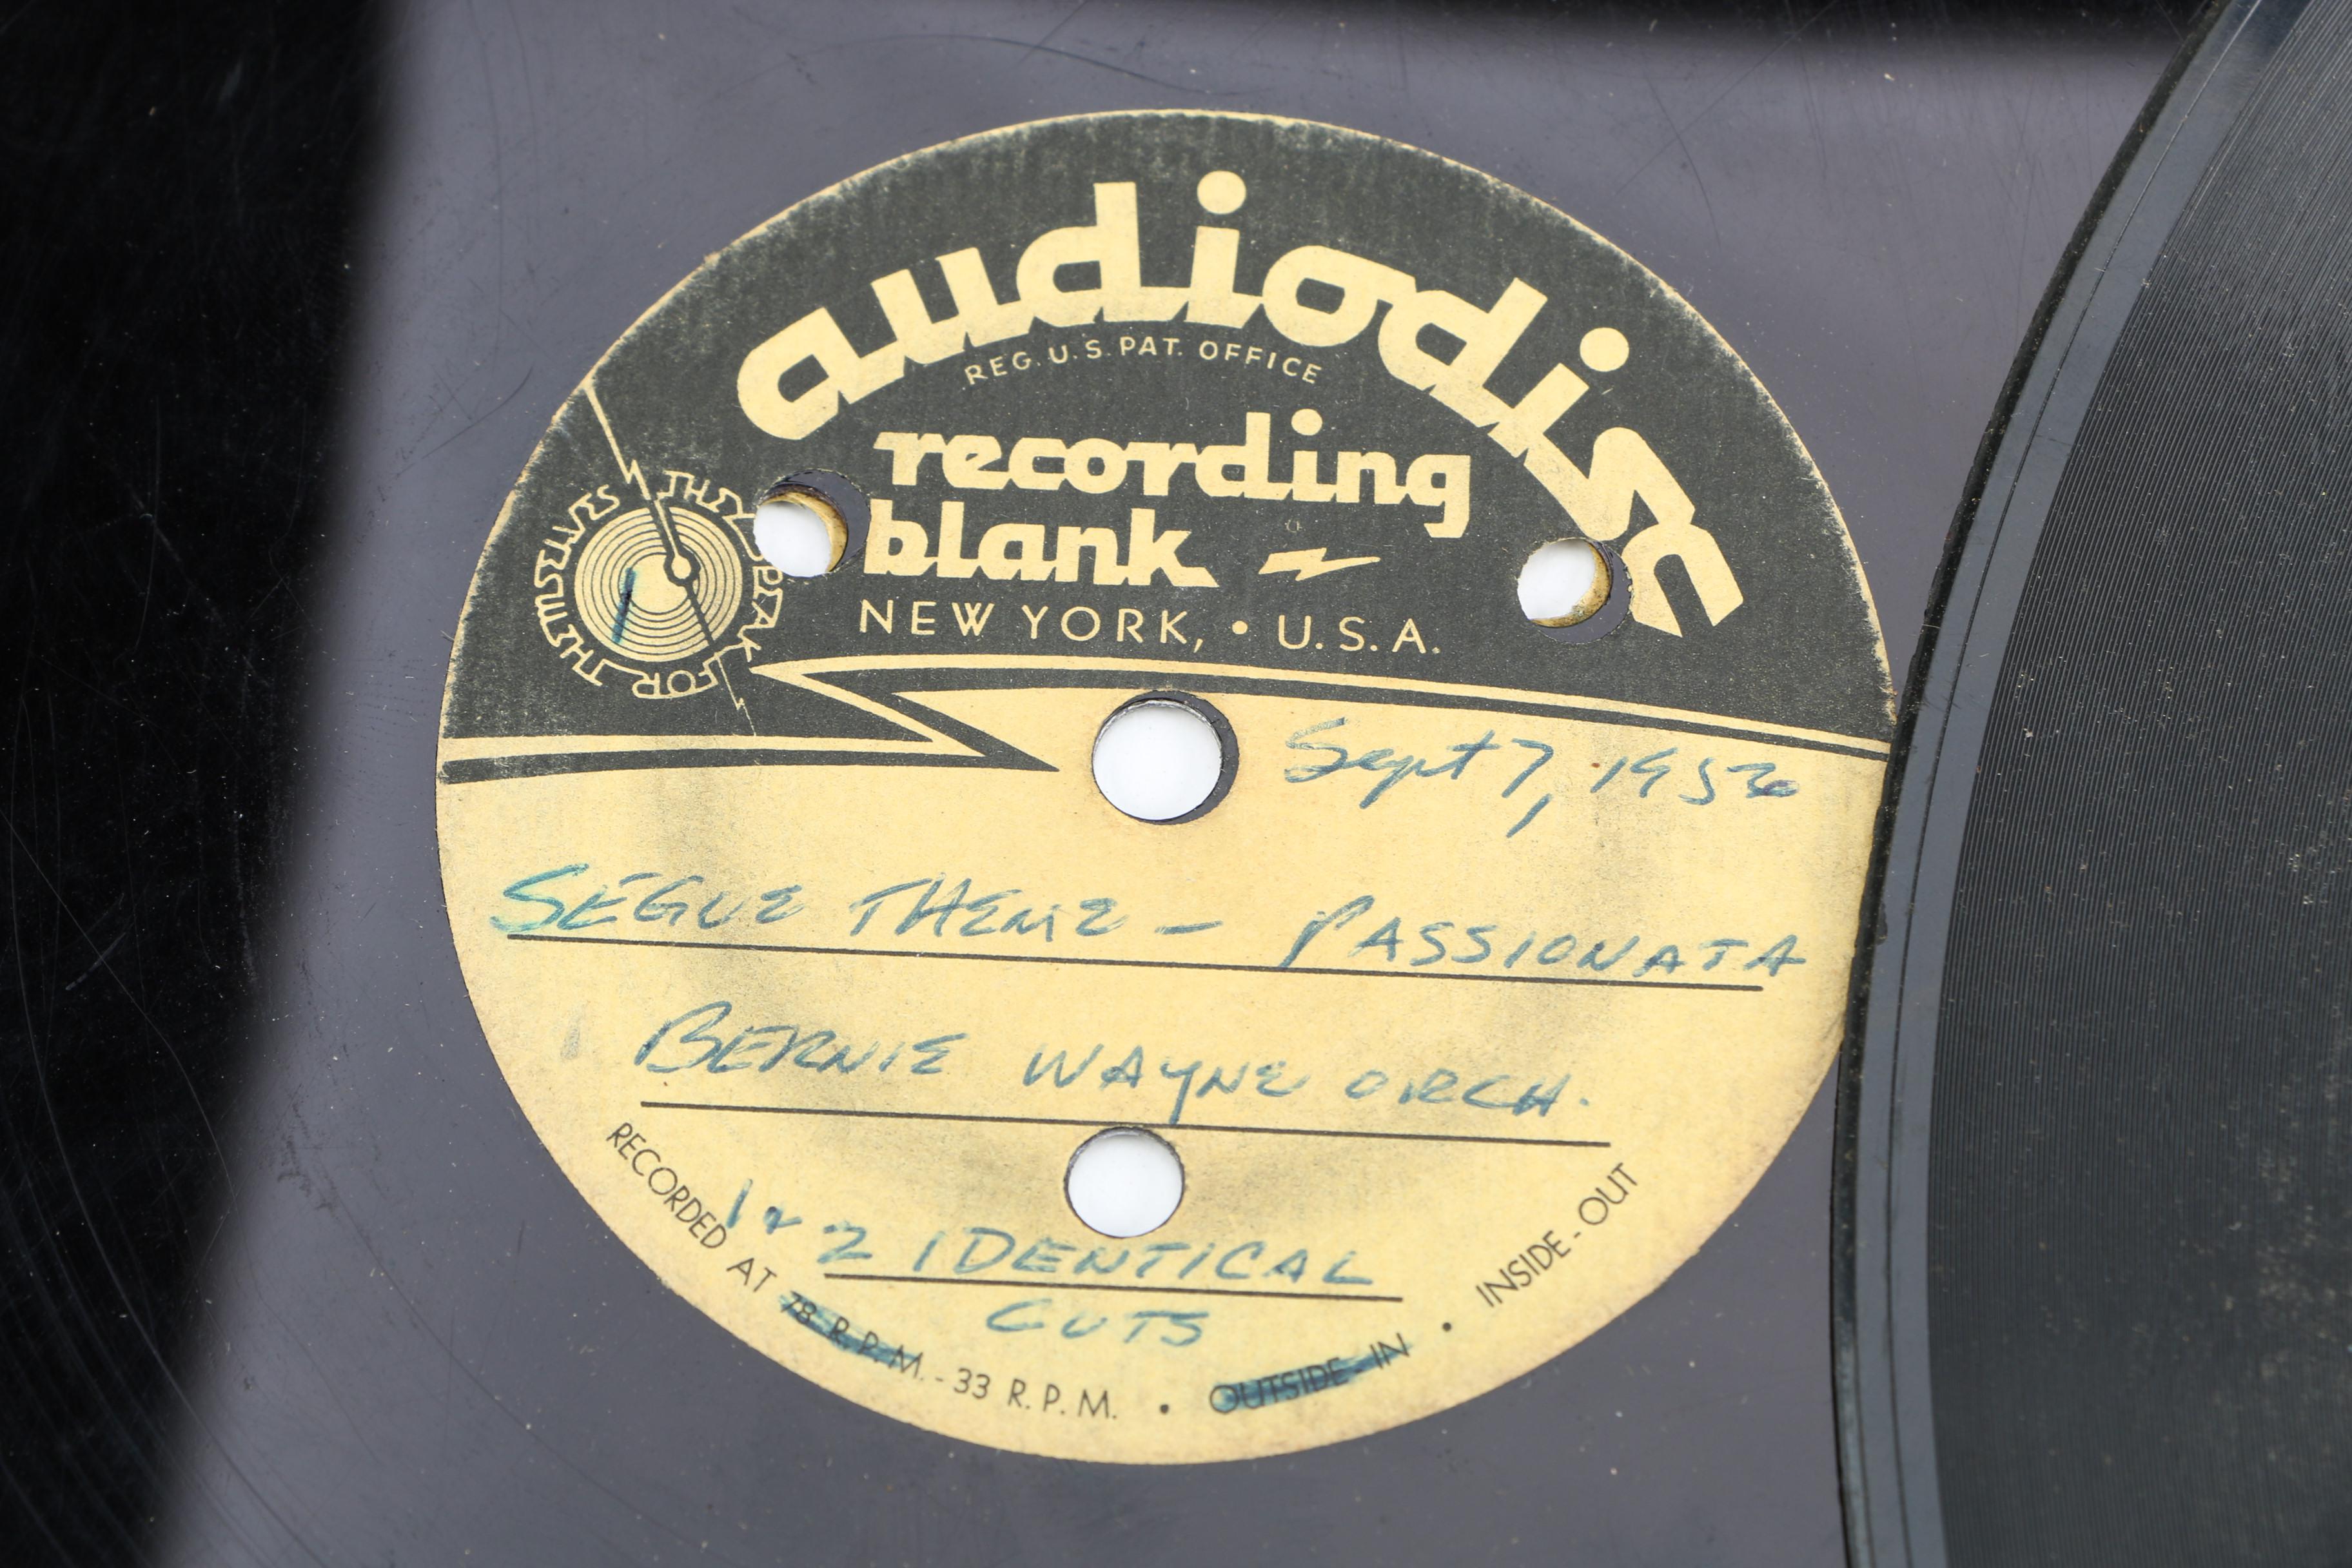 audiodisc
REG. U.S. PAT. OFFICE
recording
blank
NEW YORK, • U.S.A.
THEY SPEAK FOR THEMSELVES
Sept 7,
SEGUE THEME - PASSIONATA
BERNIE WAYNE ORCH.
1 & 2 IDENTICAL
CUTS
RECORDED AT 78 R.P.M. - 33 R.P.M. • OUTSIDE - IN • INSIDE - OUT